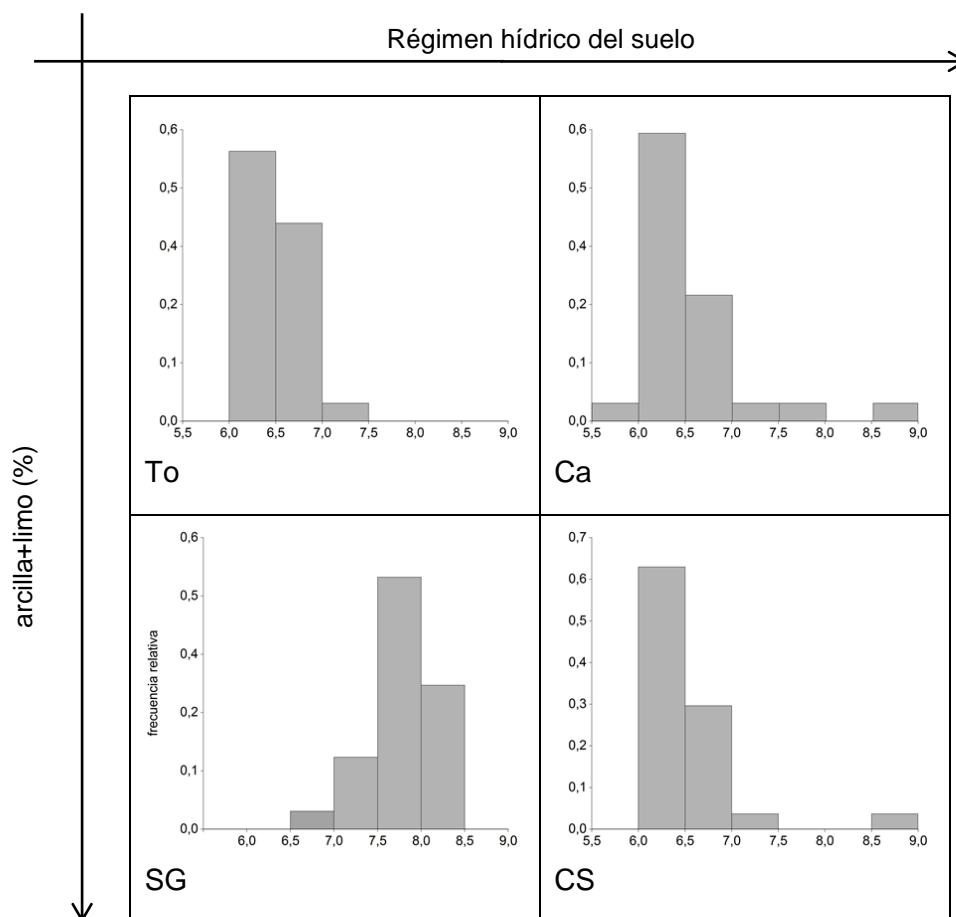 Régimen hídrico del suelo
arcilla+limo (%)
0,6
0,5
0,4
0,2
0,1
0,0
5,5 6,0 6,5 7,0 7,5 8,0 8,5 9,0
To
0,6
0,5
0,4
0,2
0,1
0,0
5,5 6,0 6,5 7,0 7,5 8,0 8,5 9,0
Ca
frecuencia relativa
0,6
0,5
0,4
0,2
0,1
0,0
6,0 6,5 7,0 7,5 8,0 8,5 9,0
SG
0,7
0,6
0,5
0,4
0,3
0,2
0,1
0,0
5,5 6,0 6,5 7,0 7,5 8,0 8,5 9,0
CS